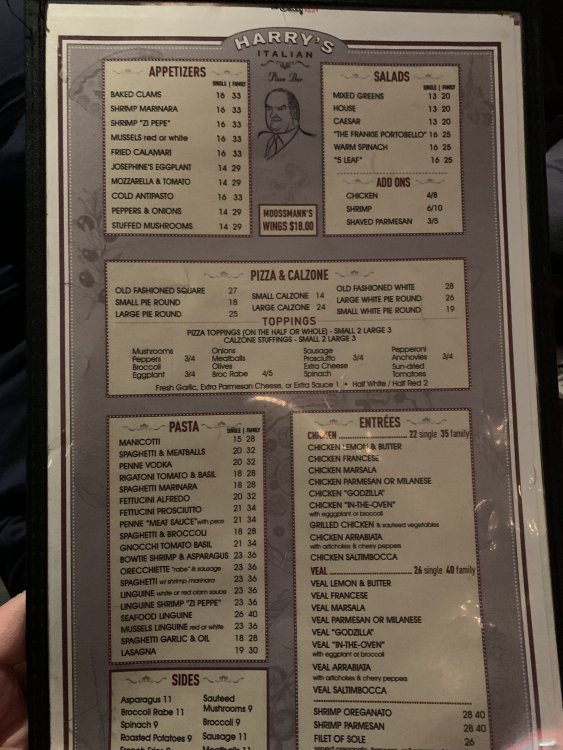 HARRY'S
ITALIAN
Pizza Bar
APPETIZERS
SINGLE | FAMILY
BAKED CLAMS 16 33
SHRIMP MARINARA 16 33
SHRIMP "ZI PEPE" 16 33
MUSSELS red or white 16 33
FRIED CALAMARI 16 33
JOSEPHINE'S EGGPLANT 14 29
MOZZARELLA & TOMATO 14 29
COLD ANTIPASTO 16 33
PEPPERS & ONIONS 14 29
STUFFED MUSHROOMS 14 29
MOOSSMANN'S
WINGS $18.00
SALADS
SINGLE | FAMILY
MIXED GREENS 13 20
HOUSE 13 20
CAESAR 13 20
"THE FRANKIE PORTOBELLO" 16 25
WARM SPINACH 16 25
"5 LEAF" 16 25
ADD ONS
CHICKEN 4/8
SHRIMP 6/10
SHAVED PARMESAN 3/5
PIZZA & CALZONE
OLD FASHIONED SQUARE 27
SMALL PIE ROUND 18
LARGE PIE ROUND 25
SMALL CALZONE 14
LARGE CALZONE 24
OLD FASHIONED WHITE 28
LARGE WHITE PIE ROUND 26
SMALL WHITE PIE ROUND 19
TOPPINGS
PIZZA TOPPINGS (ON THE HALF OR WHOLE) - SMALL 2 LARGE 3
CALZONE STUFFINGS - SMALL 2 LARGE 3
Mushrooms
Peppers 3/4
Broccoli
Eggplant 3/4
Onions
Meatballs
Olives
Broc Rabe 4/5
Sausage
Prosciutto 3/4
Extra Cheese
Spinach
Pepperoni
Anchovies 3/4
Sun-dried
Tomatoes
Fresh Garlic, Extra Parmesan Cheese, or Extra Sauce 1 • Half White / Half Red 2
PASTA
SINGLE | FAMILY
MANICOTTI 15 28
SPAGHETTI & MEATBALLS 20 32
PENNE VODKA 20 32
RIGATONI TOMATO & BASIL 18 28
SPAGHETTI MARINARA 18 28
FETTUCINI ALFREDO 20 32
FETTUCINI PROSCIUTTO 21 34
PENNE "MEAT SAUCE" with peas 21 34
SPAGHETTI & BROCCOLI 18 28
GNOCCHI TOMATO BASIL 21 34
BOWTIE SHRIMP & ASPARAGUS 23 36
ORECCHIETTE "rabe" & sausage 23 36
SPAGHETTI w/ shrimp marinara 23 36
LINGUINE white or red clam sauce 23 36
LINGUINE SHRIMP "ZI PEPPE" 23 36
SEAFOOD LINGUINE 26 40
MUSSELS LINGUINE red or white 23 36
SPAGHETTI GARLIC & OIL 18 28
LASAGNA 19 30
ENTRÉES
CHICKEN 22 single 35 family
CHICKEN LEMON & BUTTER
CHICKEN FRANCESE
CHICKEN MARSALA
CHICKEN PARMESAN OR MILANESE
CHICKEN "GODZILLA"
CHICKEN "IN-THE-OVEN"
with egggplant or broccoli
GRILLED CHICKEN & sauteed vegetables
CHICKEN ARRABIATA
with artichokes & cherry peppers
CHICKEN SALTIMBOCCA
VEAL 26 single 40 family
VEAL LEMON & BUTTER
VEAL FRANCESE
VEAL MARSALA
VEAL PARMESAN OR MILANESE
VEAL "GODZILLA"
VEAL "IN-THE-OVEN"
with eggplant or broccoli
VEAL ARRABIATA
with artichokes & cherry peppers
VEAL SALTIMBOCCA
SHRIMP OREGANATO 28 40
SHRIMP PARMESAN 28 40
FILET OF SOLE 26
SIDES
Asparagus 11
Broccoli Rabe 11
Spinach 9
Roasted Potatoes 9
French Fries
Sauteed
Mushrooms 9
Broccoli 9
Sausage 11
Meatballs 11